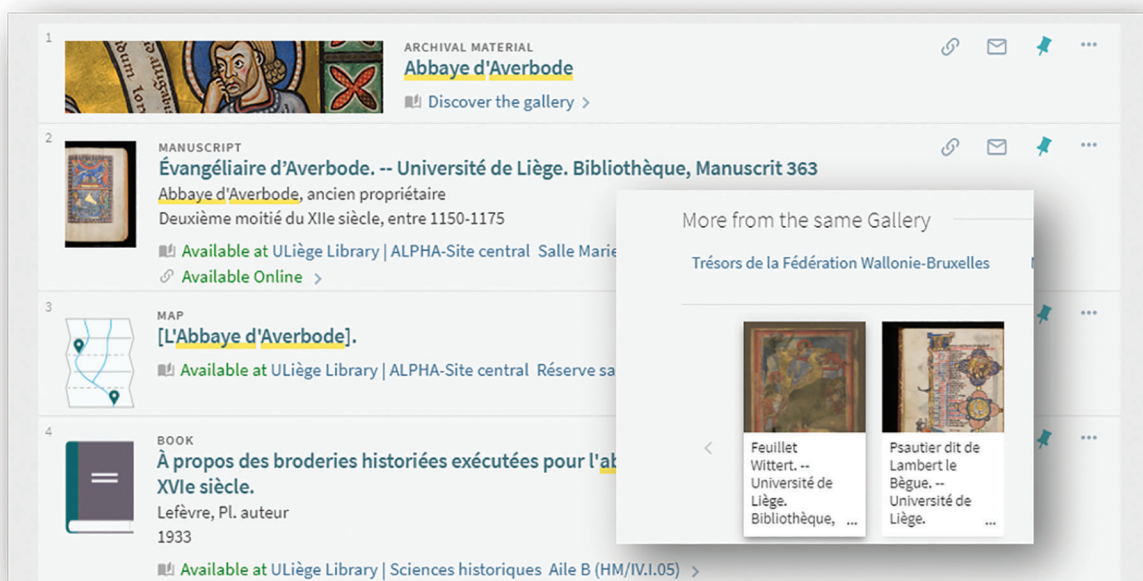 1
ARCHIVAL MATERIAL
Abbaye d'Averbode
Discover the gallery
2
MANUSCRIPT
Évangéliaire d’Averbode. -- Université de Liège. Bibliothèque, Manuscrit 363
Abbaye d'Averbode, ancien propriétaire
Deuxième moitié du XIIe siècle, entre 1150-1175
Available at ULiège Library | ALPHA-Site central Salle Marie
Available Online
3
MAP
[L'Abbaye d'Averbode].
Available at ULiège Library | ALPHA-Site central Réserve sa
4
BOOK
À propos des broderies historiées exécutées pour l'ab
XVIe siècle.
Lefèvre, Pl. auteur
1933
Available at ULiège Library | Sciences historiques Aile B (HM/IV.I.05)
More from the same Gallery
Trésors de la Fédération Wallonie-Bruxelles
Feuillet
Wittert. --
Université de
Liège.
Bibliothèque, ...
Psautier dit de
Lambert le
Bègue. --
Université de
Liège. ...